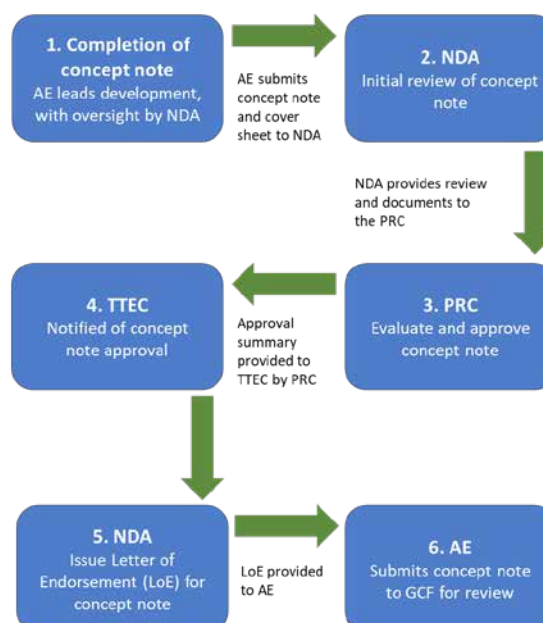 1. Completion of
concept note
AE leads development,
with oversight by NDA
AE submits
concept note
and cover
sheet to NDA
2. NDA
Initial review of concept
note
NDA provides review
and documents to
the PRC
3. PRC
Evaluate and approve
concept note
Approval
summary
provided to
TTEC by PRC
4. TTEC
Notified of concept
note approval
5. NDA
Issue Letter of
Endorsement (LoE) for
concept note
LoE provided
to AE
6. AE
Submits concept note
to GCF for review